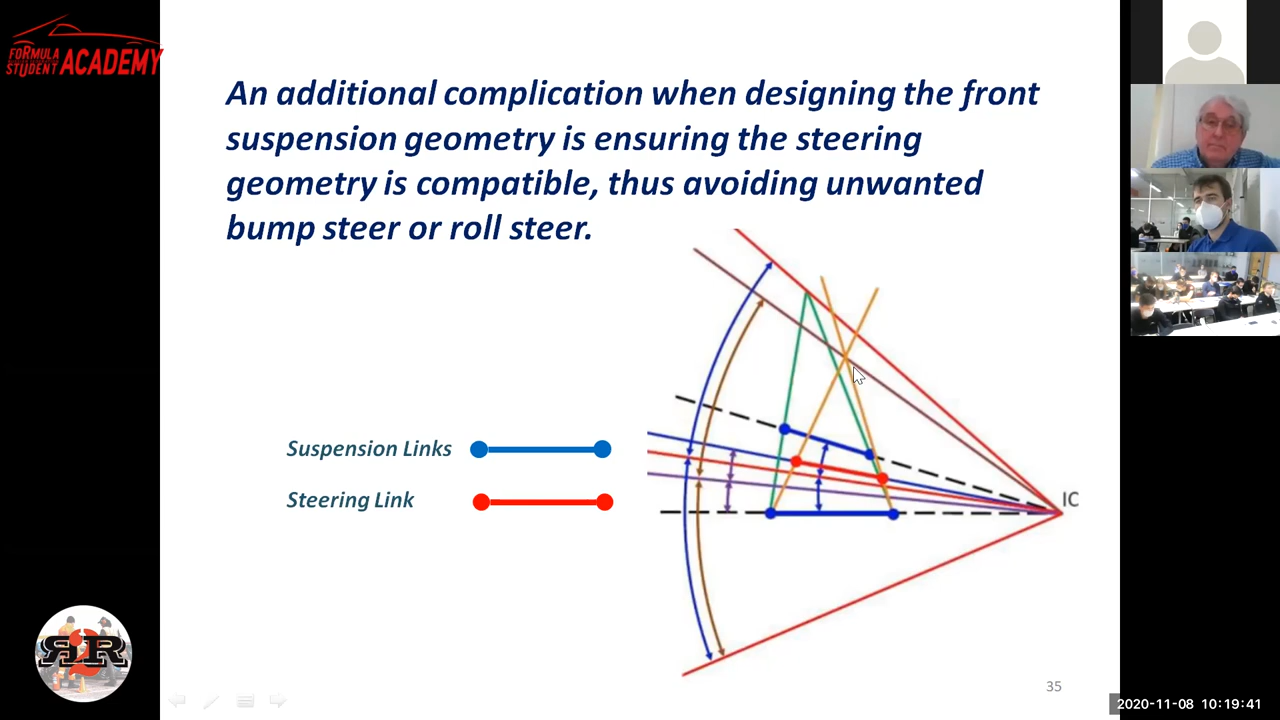 FORMULA
STUDENT ACADEMY
An additional complication when designing the front
suspension geometry is ensuring the steering
geometry is compatible, thus avoiding unwanted
bump steer or roll steer.
Suspension Links
Steering Link
IC
35
2020-11-08 10:19:41